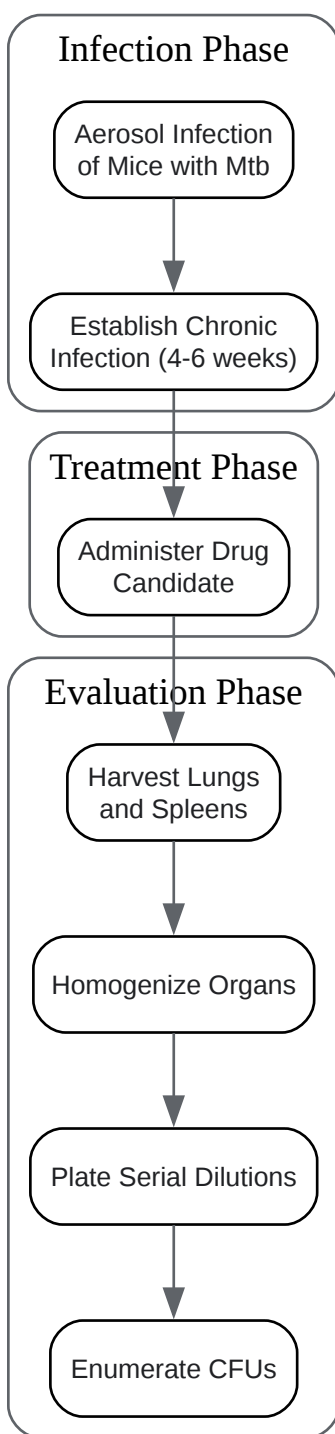 Infection Phase
Aerosol Infection
of Mice with Mtb
Establish Chronic
Infection (4-6 weeks)
Treatment Phase
Administer Drug
Candidate
Evaluation Phase
Harvest Lungs
and Spleens
Homogenize Organs
Plate Serial Dilutions
Enumerate CFUs